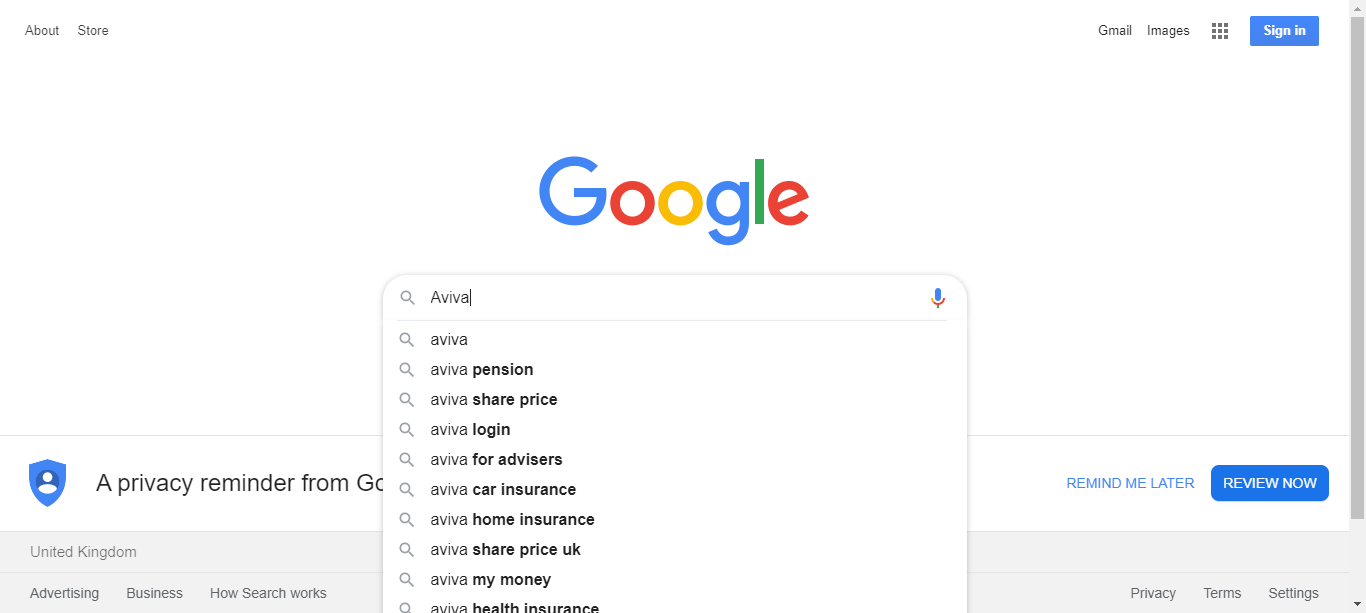 About Store
Gmail Images Sign in
Google
Aviva
aviva
aviva pension
aviva share price
aviva login
aviva for advisers
aviva car insurance
aviva home insurance
aviva share price uk
aviva my money
aviva health insurance
A privacy reminder from Go
REMIND ME LATER REVIEW NOW
United Kingdom
Advertising Business How Search works
Privacy Terms Settings